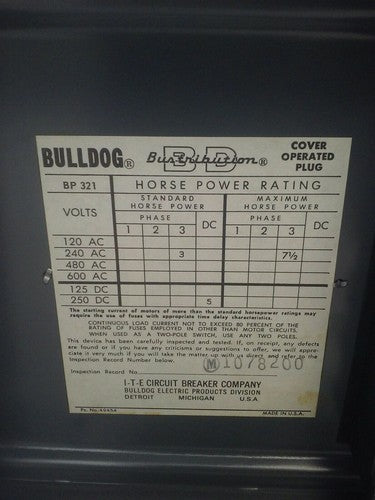 BULLDOG® BD BUStribution® COVER OPERATED PLUG
BP 321 HORSE POWER RATING
VOLTS STANDARD HORSE POWER MAXIMUM HORSE POWER
PHASE DC PHASE DC
1 2 3 1 2 3
120 AC
240 AC 3 7½
480 AC
600 AC
125 DC
250 DC 5
The starting current of motors of more than the standard horsepower ratings may
require the use of fuses with appropriate time delay characteristics.
CONTINUOUS LOAD CURRENT NOT TO EXCEED 80 PERCENT OF THE
RATING OF FUSES EMPLOYED IN OTHER THAN MOTOR CIRCUITS.
WHEN USED AS A TWO-POLE SWITCH, USE ANY TWO POLES.
This device has been carefully inspected and tested. If, on receipt, any defects
are found or if you have any criticisms or suggestions to offer, we will appre-
ciate it very much if you will take the matter up with us direct and refer to the
Inspection Record Number below.
Inspection Record No. M 1078200
I-T-E CIRCUIT BREAKER COMPANY
BULLDOG ELECTRIC PRODUCTS DIVISION
DETROIT MICHIGAN U.S.A
MADE IN U.S.A.